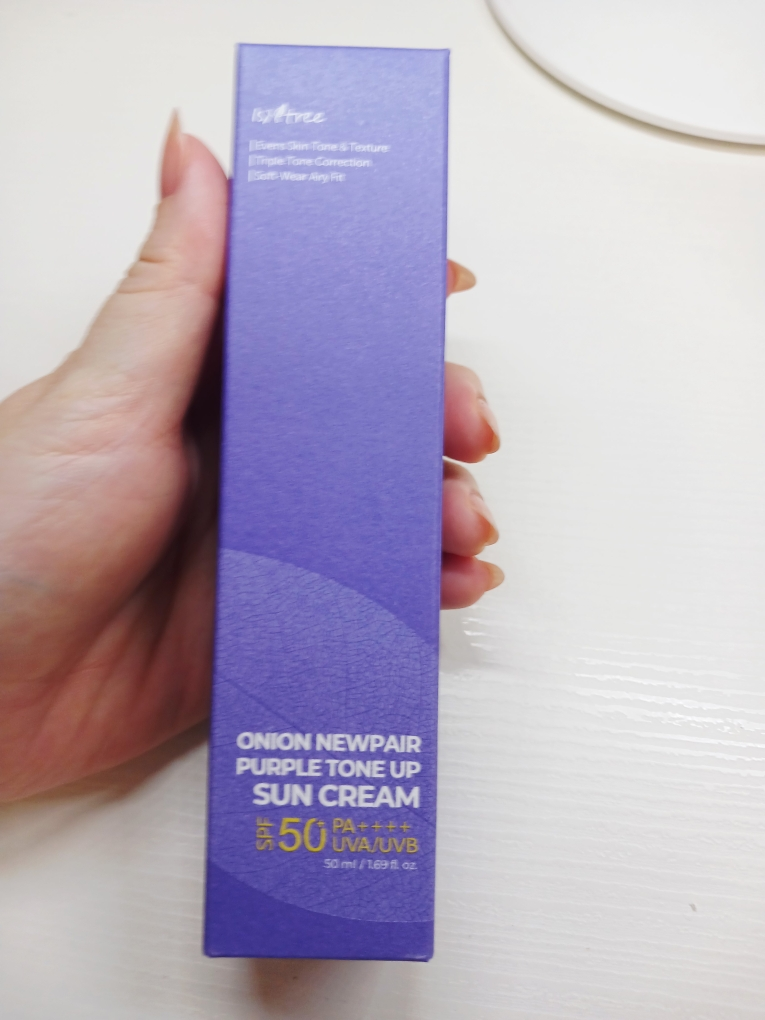 Isntree
Evens Skin Tone & Texture
Triple Tone Correction
Soft-Wear Airy Fit
ONION NEWPAIR
PURPLE TONE UP
SUN CREAM
SPF 50+ PA++++
UVA/UVB
50 ml / 1.69 fl. oz.